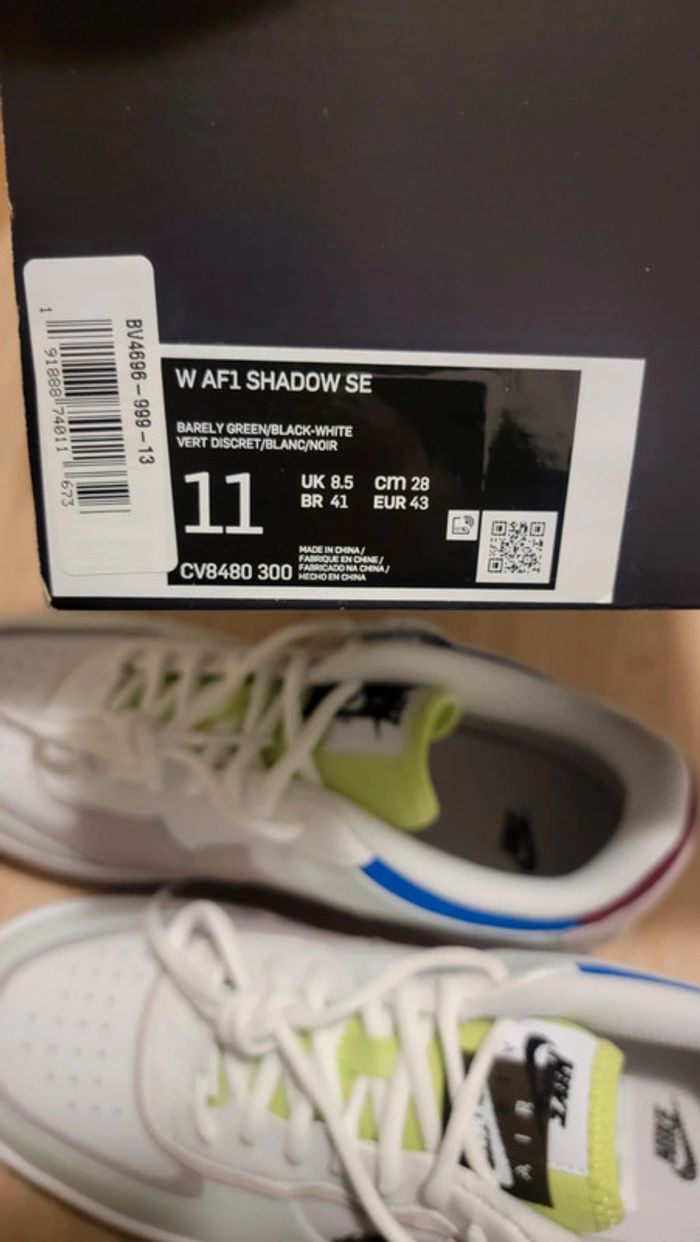 BV4696-999-13
1 91888 74011 673
W AF1 SHADOW SE
BARELY GREEN/BLACK-WHITE
VERT DISCRET/BLANC/NOIR
11
UK 8.5 cm 28
BR 41 EUR 43
CV8480 300
MADE IN CHINA/
FABRIQUE EN CHINE/
FABRICADO NA CHINA/
HECHO EN CHINA
AIR
NIKE